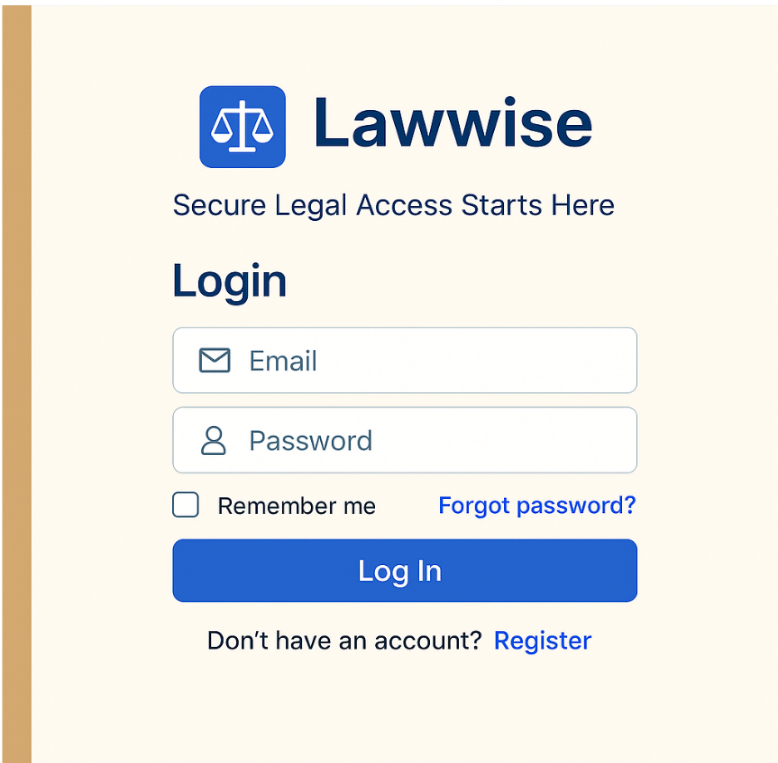 Lawwise
Secure Legal Access Starts Here
Login
Email
Password
Remember me Forgot password?
Log In
Don’t have an account? Register